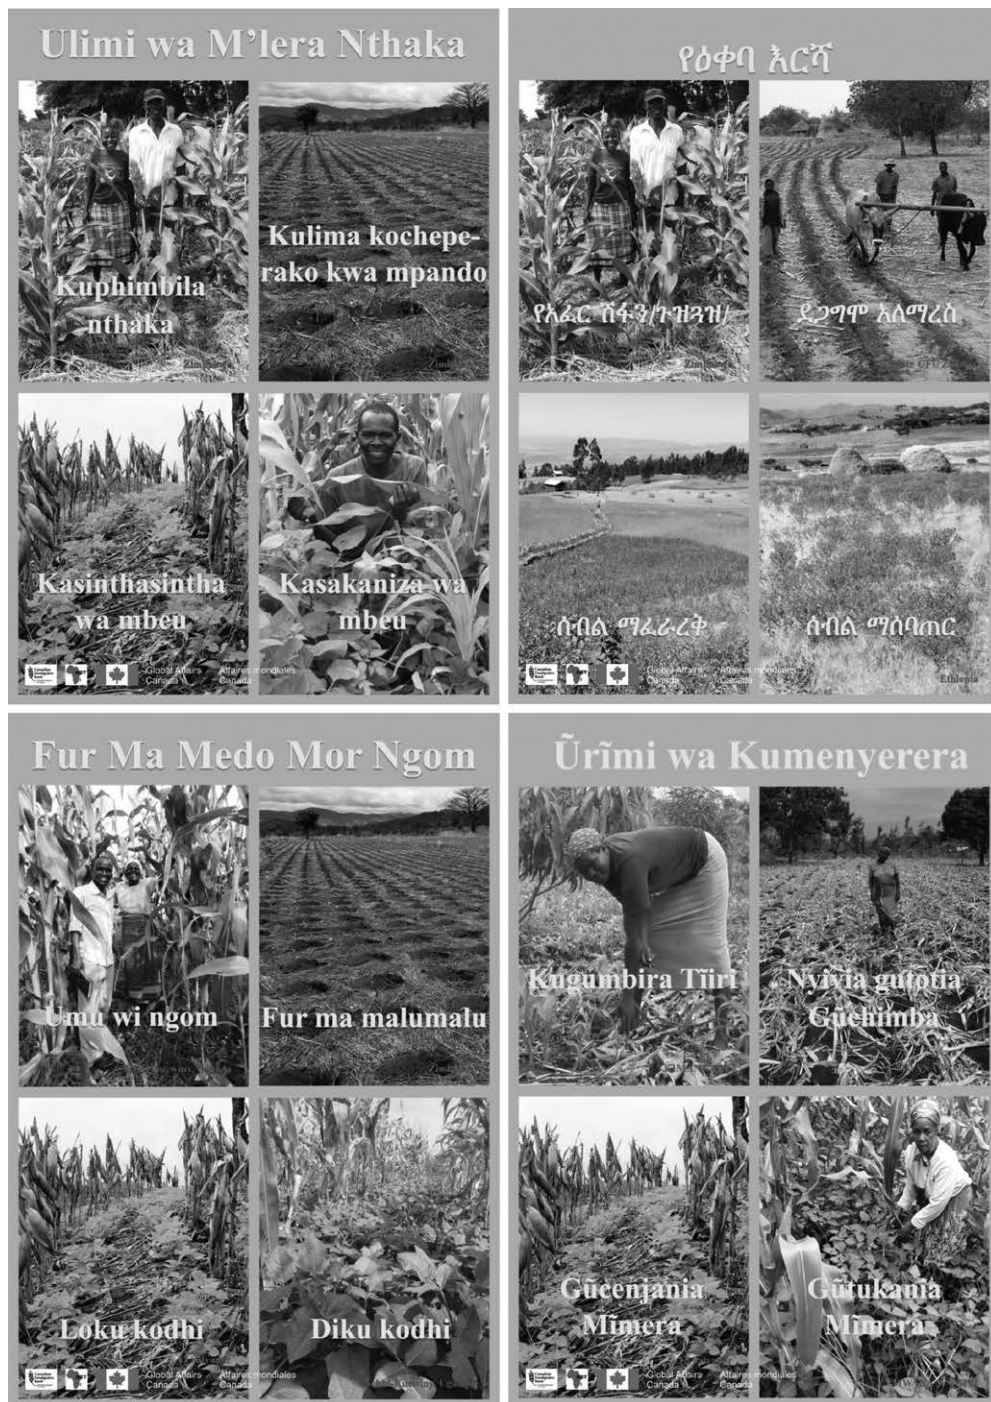 Ulimi wa M’lera Nthaka
Kuphimbila
nthaka
Kulima kochepe-
rako kwa mpando
Kasinthasintha
wa mbeu
Kasakaniza wa
mbeu
Global Affairs
Canada
Affaires mondiales
Canada
የዕቀባ እርሻ
የአፈር ሽፋን/ጉዝጓዝ/
ደጋግሞ አለማረስ
ሰብል ማፈራረቅ
ሰብል ማሰባጠር
Global Affairs
Canada
Affaires mondiales
Canada
Ethiopia
Fur Ma Medo Mor Ngom
Umu wi ngom
Fur ma malumalu
Loku kodhi
Diku kodhi
Global Affairs
Canada
Affaires mondiales
Canada
Ũrĩmi wa Kumenyerera
Kugumbira Tĩiri
Nyivia gutotia
Gũchimba
Gũcenjania
Mĩmera
Gũtukanĩa
Mĩmera
Global Affairs
Canada
Affaires mondiales
Canada